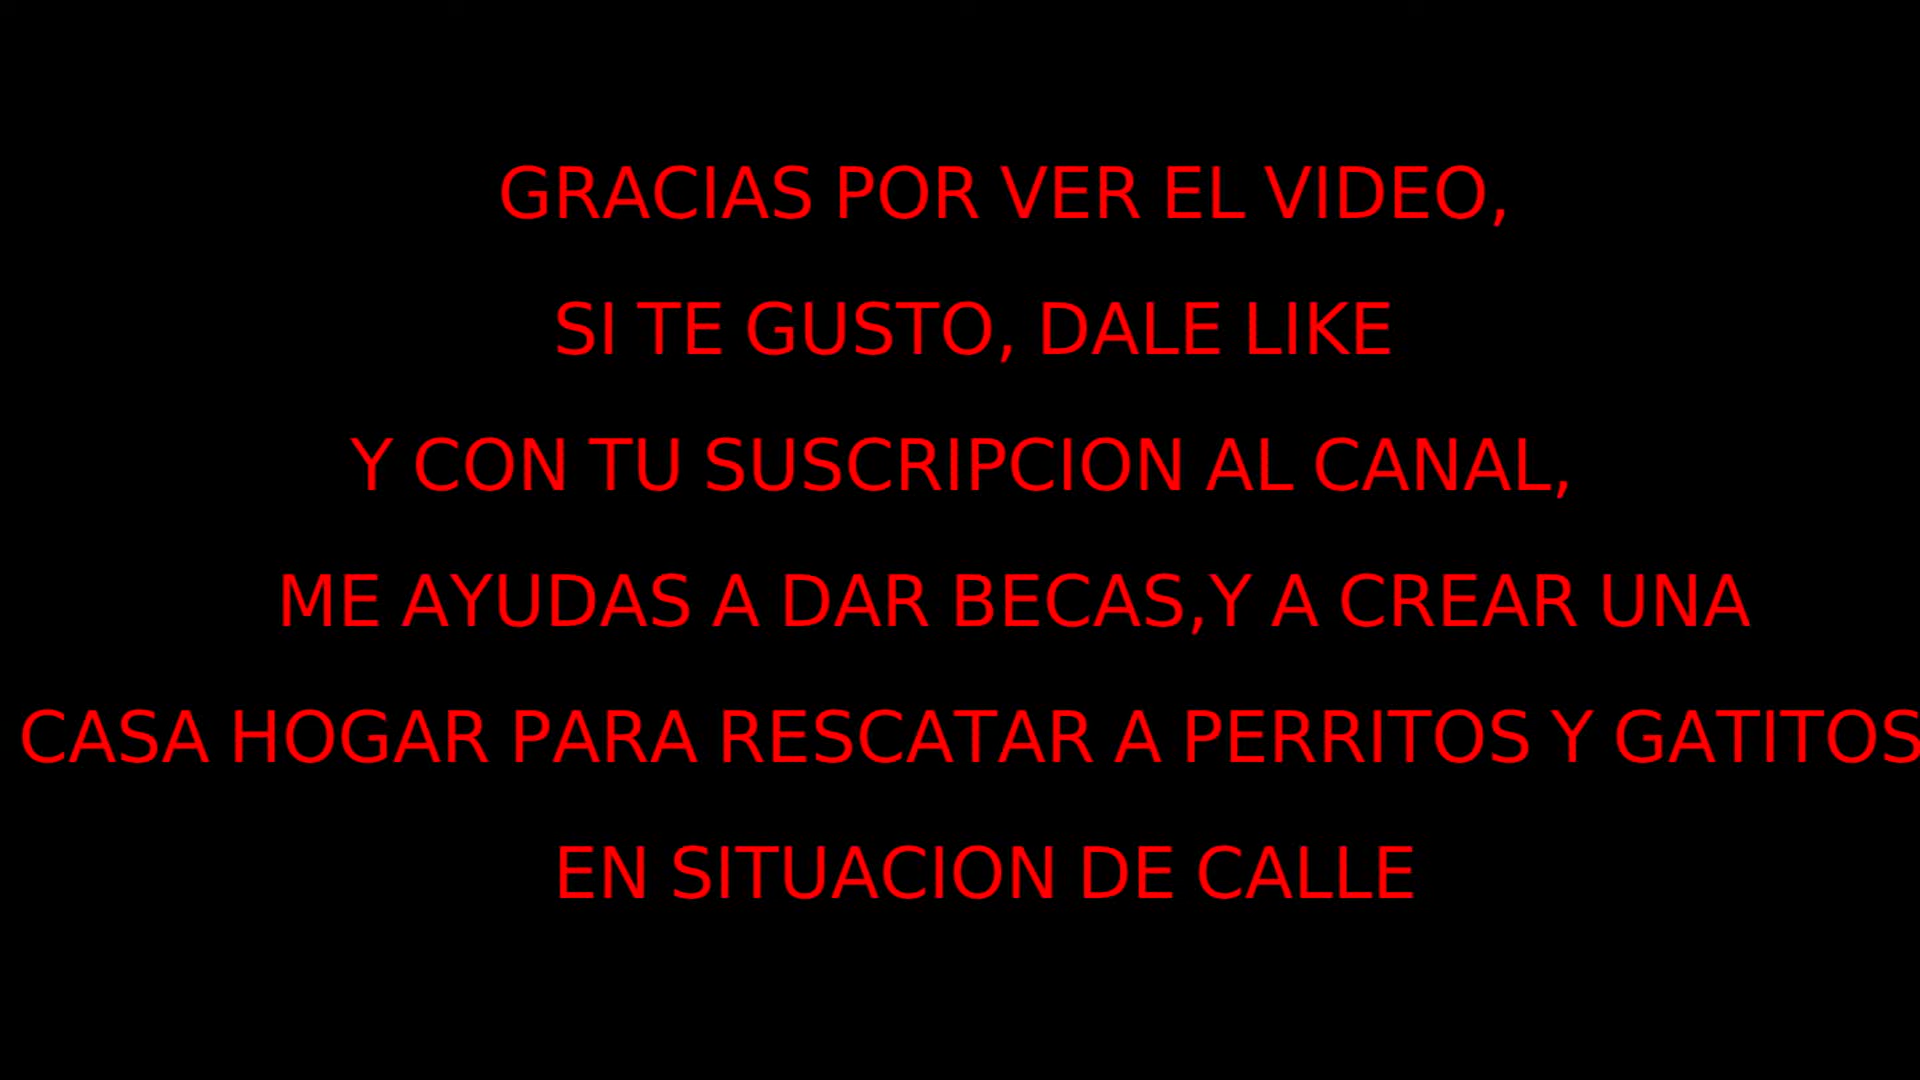 GRACIAS POR VER EL VIDEO,
SI TE GUSTO, DALE LIKE
Y CON TU SUSCRIPCION AL CANAL,
ME AYUDAS A DAR BECAS,Y A CREAR UNA
CASA HOGAR PARA RESCATAR A PERRITOS Y GATITOS
EN SITUACION DE CALLE